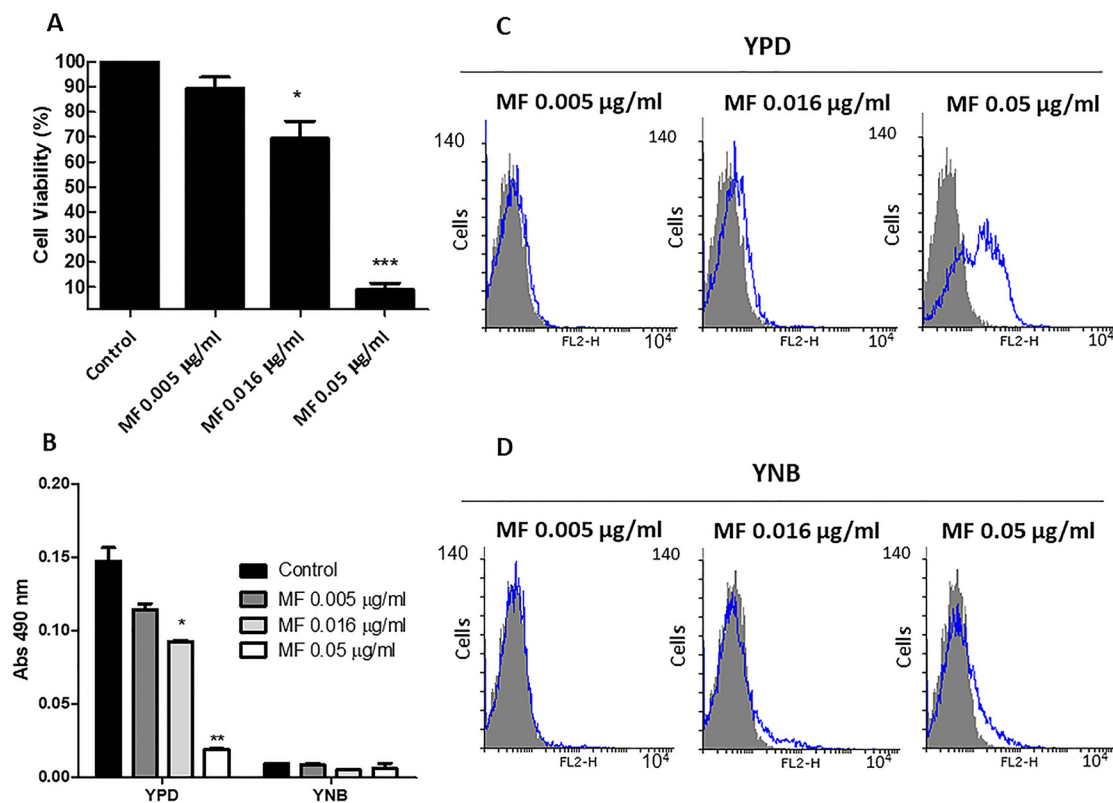 A
Cell Viability (%)
100
90
80
70
60
50
40
30
20
10
*
***
Control
MF 0.005 µg/ml
MF 0.016 µg/ml
MF 0.05 µg/ml
B
Abs 490 nm
0.20
0.15
0.10
0.05
0.00
*
**
Control
MF 0.005 µg/ml
MF 0.016 µg/ml
MF 0.05 µg/ml
YPD
YNB
C
YPD
MF 0.005 µg/ml
MF 0.016 µg/ml
MF 0.05 µg/ml
140
140
140
Cells
Cells
Cells
FL2-H
10⁴
FL2-H
10⁴
FL2-H
10⁴
D
YNB
MF 0.005 µg/ml
MF 0.016 µg/ml
MF 0.05 µg/ml
140
140
140
Cells
Cells
Cells
FL2-H
10⁴
FL2-H
10⁴
FL2-H
10⁴